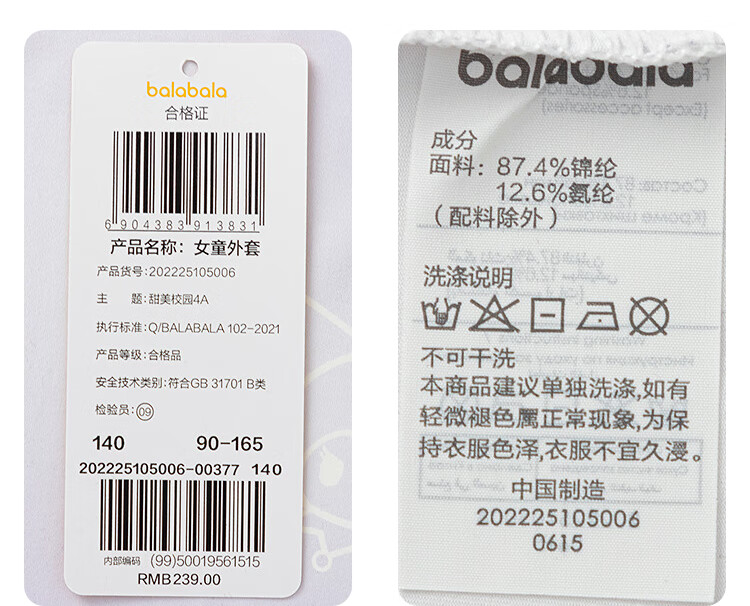 balabala
合格证
6904383913831
产品名称：女童外套
产品货号:202225105006
主 题:甜美校园4A
执行标准:Q/BALABALA 102-2021
产品等级:合格品
安全技术类别:符合GB 31701 B类
检验员:09
140 90-165
202225105006-00377 140
内部编码 (99)50019561515
RMB239.00
balabala
成分
面料：87.4%锦纶
12.6%氨纶
（配料除外）
洗涤说明
不可干洗
本商品建议单独洗涤,如有
轻微褪色属正常现象,为保
持衣服色泽,衣服不宜久浸。
中国制造
202225105006
0615